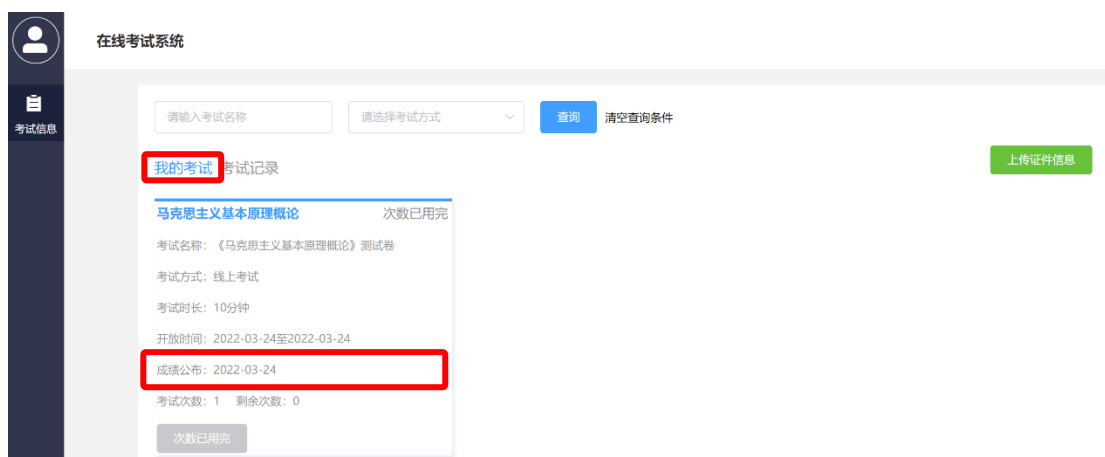 在线考试系统
考试信息
请输入考试名称 请选择考试方式 查询 清空查询条件
我的考试 考试记录 上传证件信息
马克思主义基本原理概论 次数已用完
考试名称：《马克思主义基本原理概论》测试卷
考试方式：线上考试
考试时长：10分钟
开放时间：2022-03-24至2022-03-24
成绩公布：2022-03-24
考试次数：1 剩余次数：0
次数已用完